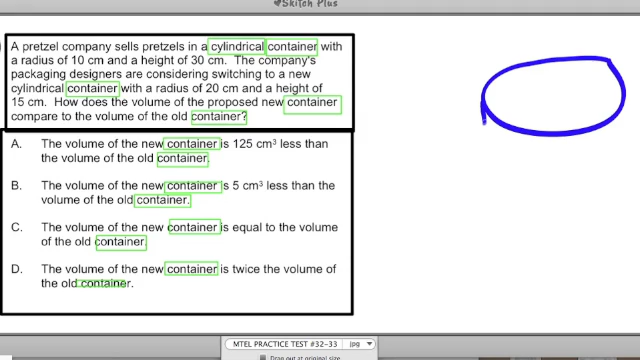 Skitch Plus
A pretzel company sells pretzels in a cylindrical container with
a radius of 10 cm and a height of 30 cm. The company's
packaging designers are considering switching to a new
cylindrical container with a radius of 20 cm and a height of
15 cm. How does the volume of the proposed new container
compare to the volume of the old container?
A. The volume of the new container is 125 cm³ less than
the volume of the old container.
B. The volume of the new container is 5 cm³ less than the
volume of the old container.
C. The volume of the new container is equal to the volume
of the old container.
D. The volume of the new container is twice the volume of
the old container.
MTEL PRACTICE TEST #32-33 jpg
Drag out at original size